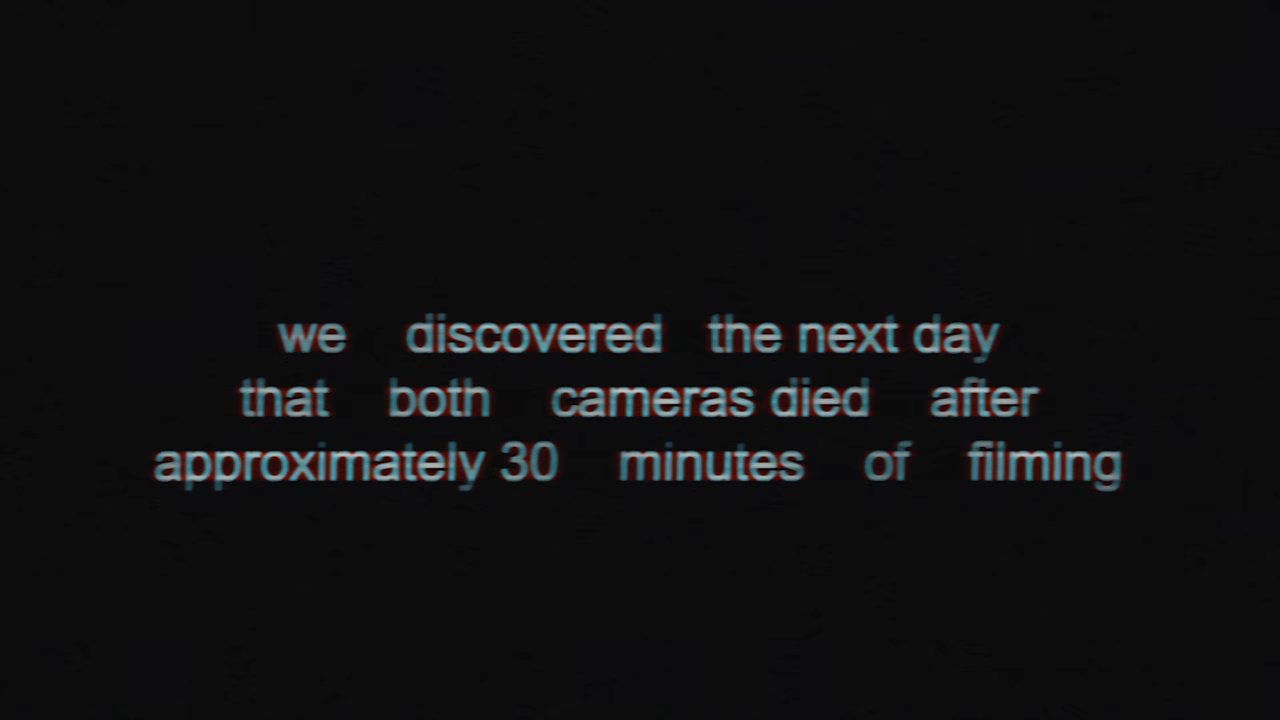 we discovered the next day
that both cameras died after
approximately 30 minutes of filming